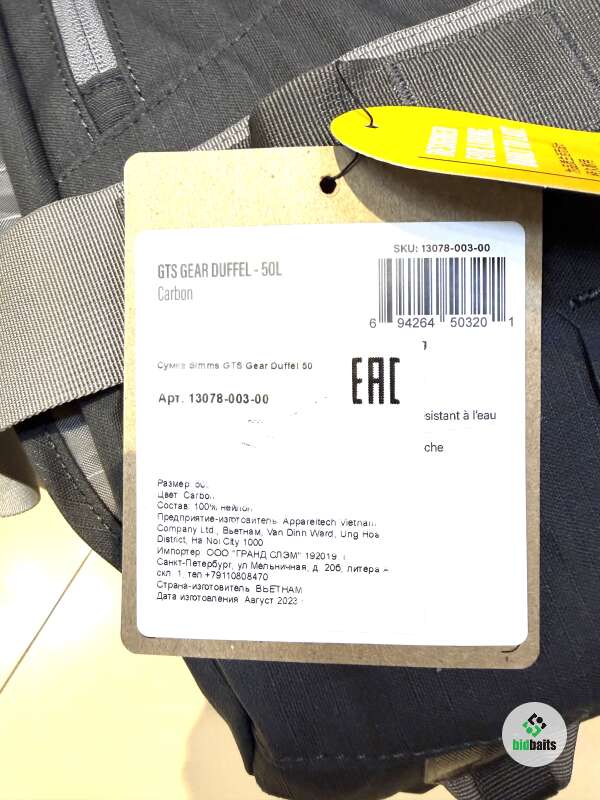 SKU: 13078-003-00
GTS GEAR DUFFEL - 50L
Carbon
6 94264 50320 1
Сумка Simms GTS Gear Duffel 50
EAC
Арт. 13078-003-00
sistant à l'eau
che
Размер 50L
Цвет Carbon
Состав 100% нейлон
Предприятие-изготовитель Appareltech Vietnam
Company Ltd., Вьетнам, Van Dinn Ward, Ung Hoa
District, Ha Noi City 1000
Импортер ООО "ГРАНД СЛЭМ" 192019 г
Санкт-Петербург, ул Мельничная, д. 20б, литера
скл 1, тел +79110808470
Страна-изготовитель ВЬЕТНАМ
Дата изготовления Август 2023
bidbaits